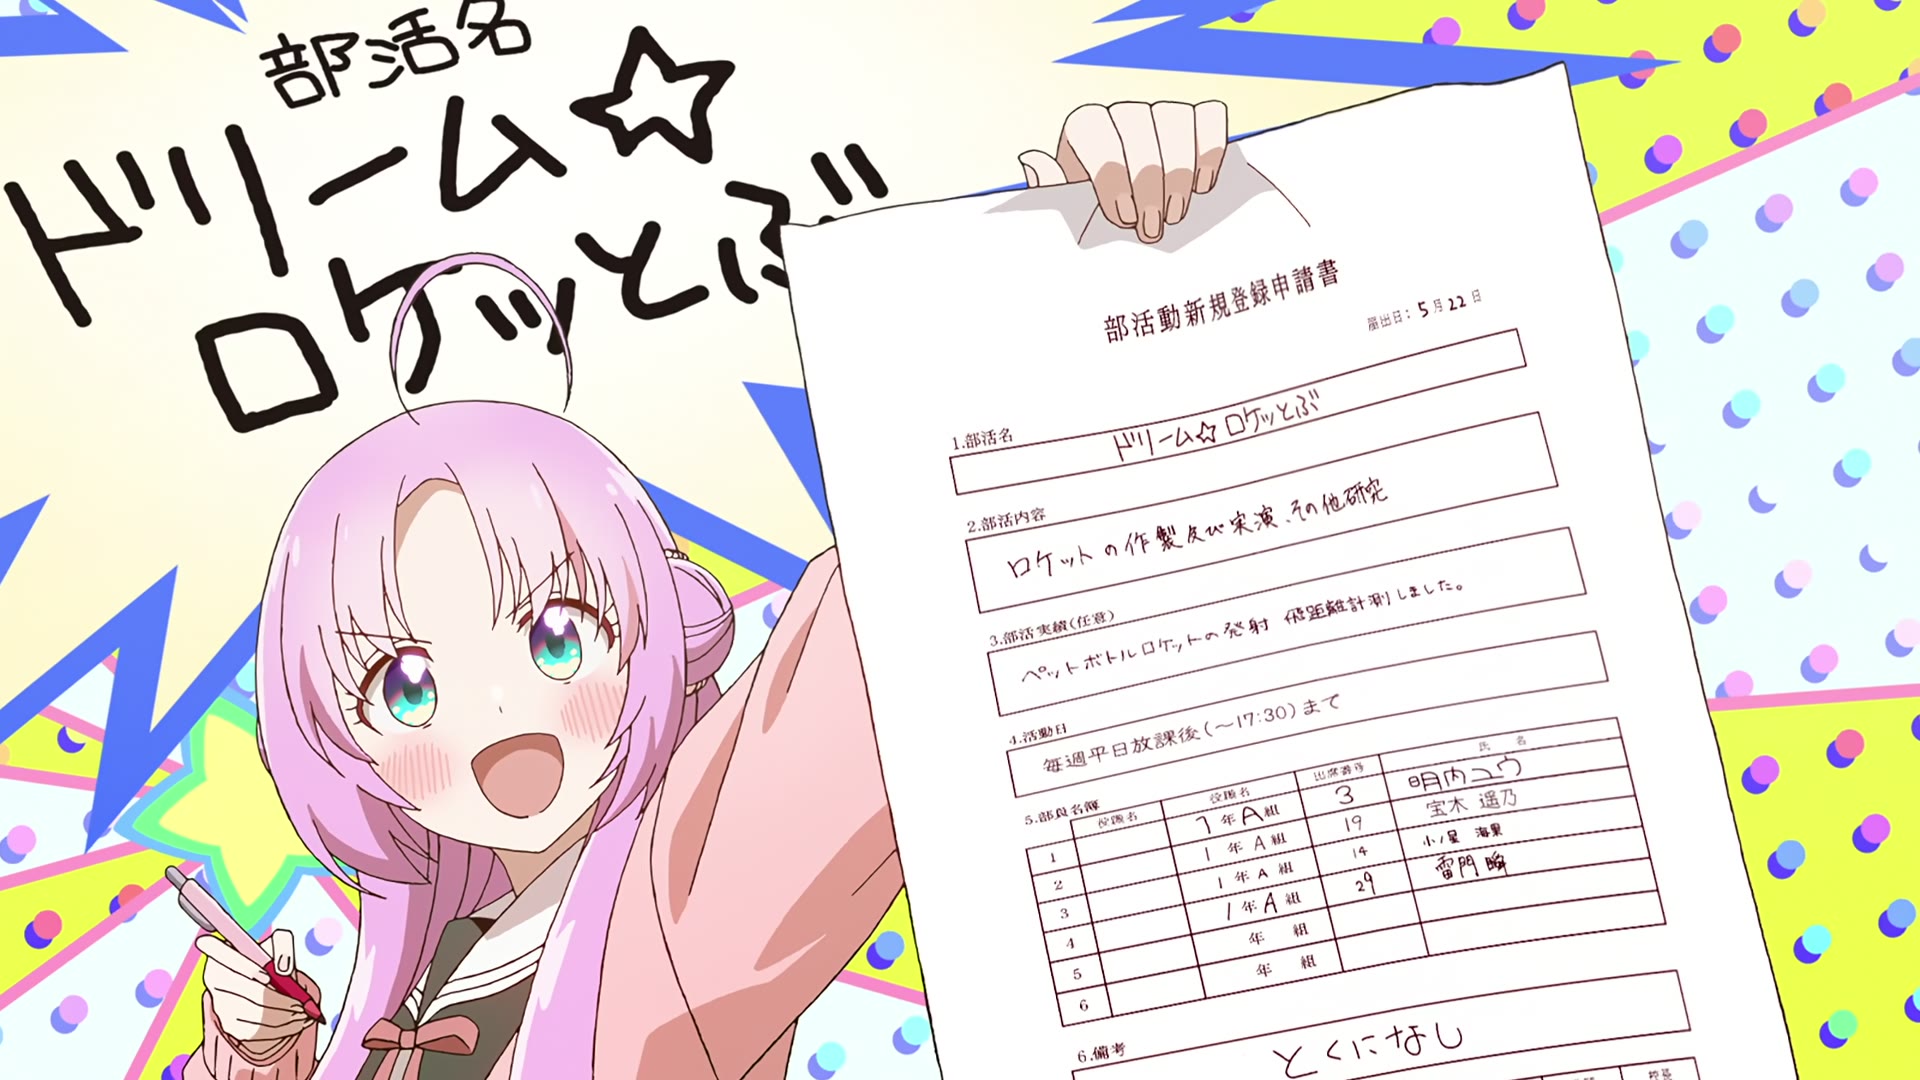 部活名
ドリーム☆
ロケッとぶ
部活動新規登録申請書
届出日：5月22日
1.部活名
ドリーム☆ロケッとぶ
2.部活内容
ロケットの作製及び実演、その他研究
3.部活実績(任意)
ペットボトルロケットの発射 飛距離計測しました。
4.活動日
毎週平日放課後(～17:30)まで
5.部員名簿
役職名 役職名 出席番号 氏名
1 1年A組 3 明内ユウ
2 1年A組 19 宝木遥乃
3 1年A組 14 小ノ星海果
4 1年A組 29 雷門瞬
5 年 組
6 年 組
6.備考
とくになし
校長